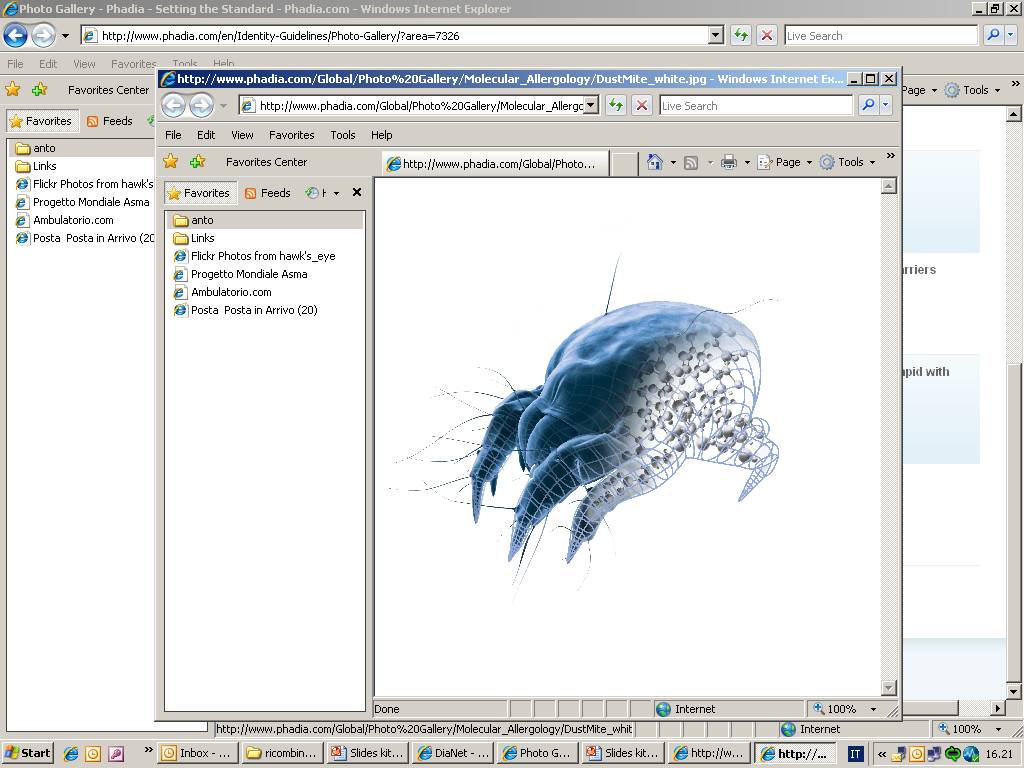 Photo Gallery - Phadia - Setting the Standard - Phadia.com - Windows Internet Explorer
http://www.phadia.com/en/Identity-Guidelines/Photo-Gallery/?area=7326
Live Search
File Edit View Favorites Tools Help
Favorites Center
Page Tools
Favorites Feeds
anto
Links
Flickr Photos from hawk's
Progetto Mondiale Asma
Ambulatorio.com
Posta Posta in Arrivo (20
arriers
pid with
http://www.phadia.com/Global/Photo%20Gallery/Molecular_Allergology/DustMite_white.jpg - Windows Internet Ex...
http://www.phadia.com/Global/Photo%20Gallery/Molecular_Allergo
Live Search
File Edit View Favorites Tools Help
Favorites Center
http://www.phadia.com/Global/Photo...
Page Tools
Favorites Feeds
anto
Links
Flickr Photos from hawk's_eye
Progetto Mondiale Asma
Ambulatorio.com
Posta Posta in Arrivo (20)
Done
Internet
100%
http://www.phadia.com/Global/Photo%20Gallery/Molecular_Allergology/DustMite_whit
Internet
100%
Start
Inbox - ...
ricombin...
Slides kit...
DiaNet - ...
Photo G...
Slides kit...
http://w...
http://...
IT
16.21